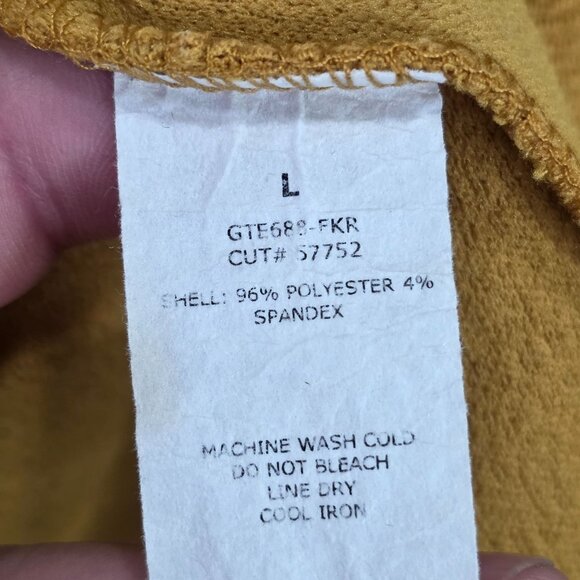 L
GTE688-FKR
CUT# 57752
SHELL: 96% POLYESTER 4%
SPANDEX
MACHINE WASH COLD
DO NOT BLEACH
LINE DRY
COOL IRON